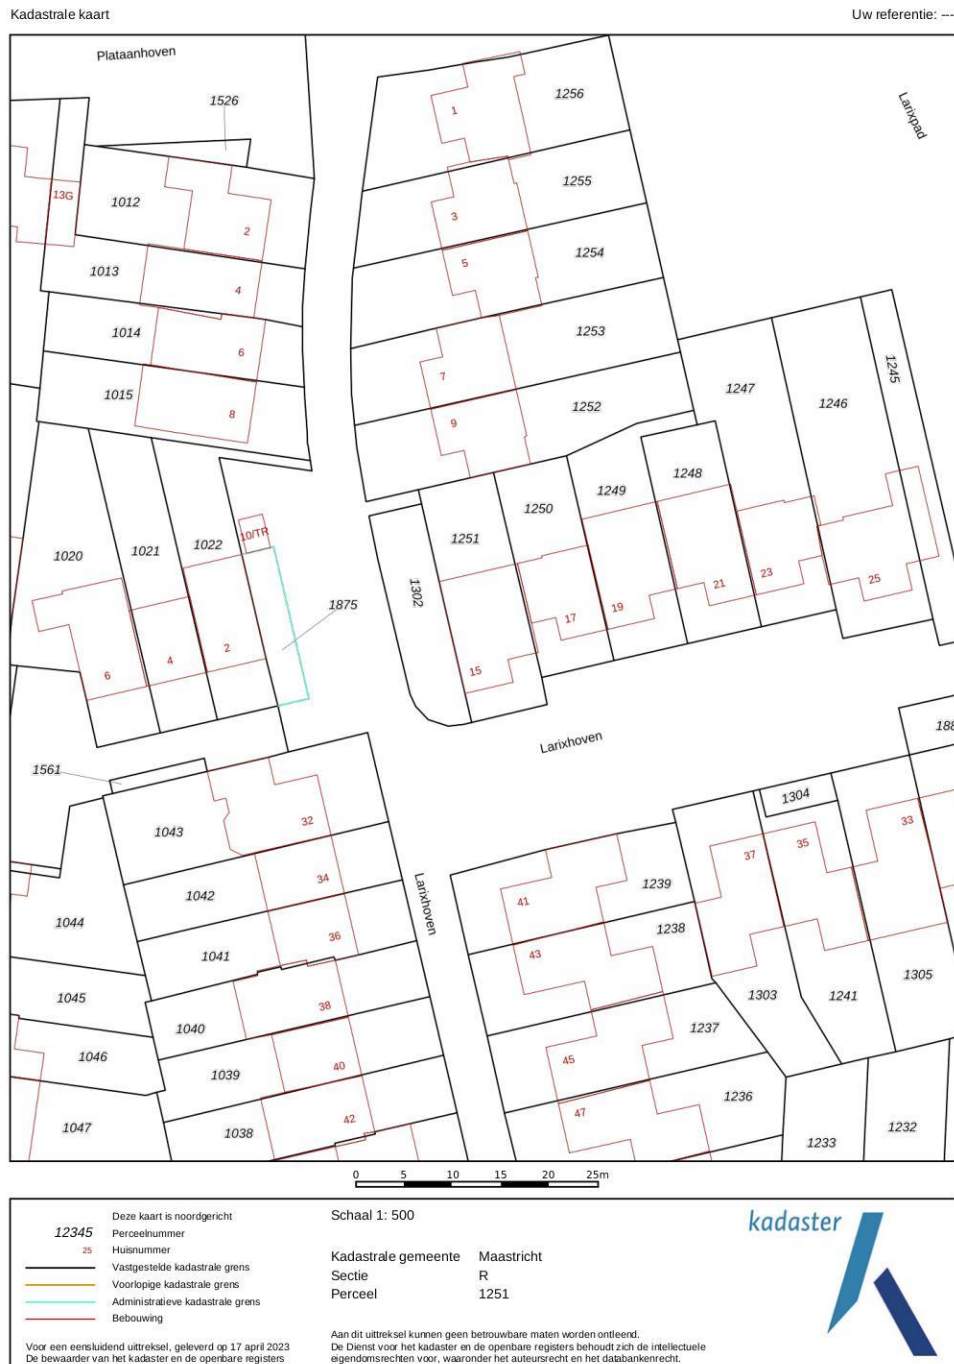 Kadastrale kaart
Uw referentie: ---
Plataanhoven
1526
1
1256
Larixpad
13G
1012
2
3
1255
1013
4
5
1254
1014
6
1253
1015
8
7
1247
1245
1246
9
1252
1248
1249
1250
1251
10/TR
1020
1021
1022
1302
1875
23
25
21
19
17
15
6
4
2
Larixhoven
188
1561
1304
1043
32
33
37
35
34
1042
41
1239
Larixhoven
1044
36
1041
43
1238
1305
1045
38
1040
1303
1241
1237
1046
40
1039
45
1236
1047
1038
42
47
1233
1232
0 5 10 15 20 25m
Deze kaart is noordgericht
12345 Perceelnummer
25 Huisnummer
Vastgestelde kadastrale grens
Voorlopige kadastrale grens
Administratieve kadastrale grens
Bebouwing
Voor een eensluidend uittreksel, geleverd op 17 april 2023
De bewaarder van het kadaster en de openbare registers
Schaal 1: 500
Kadastrale gemeente Maastricht
Sectie R
Perceel 1251
Aan dit uittreksel kunnen geen betrouwbare maten worden ontleend.
De Dienst voor het kadaster en de openbare registers behoudt zich de intellectuele
eigendomsrechten voor, waaronder het auteursrecht en het databankenrecht.
kadaster